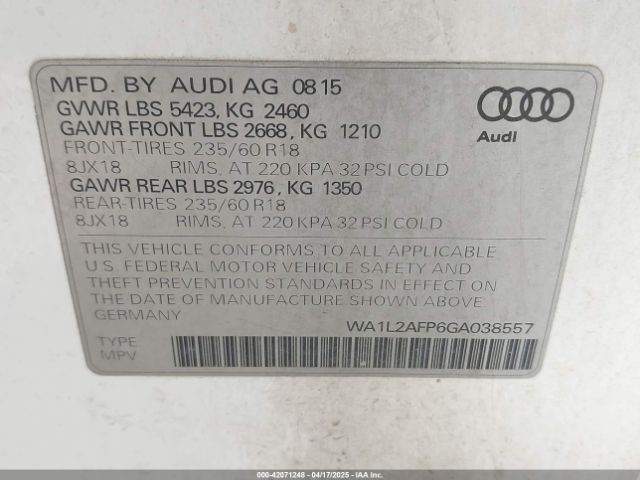 MFD. BY AUDI AG 08 15
GVWR LBS 5423, KG 2460
GAWR FRONT LBS 2668, KG 1210
FRONT-TIRES 235/60 R18
8JX18 RIMS, AT 220 KPA 32 PSI COLD
GAWR REAR LBS 2976, KG 1350
REAR-TIRES 235/60 R18
8JX18 RIMS, AT 220 KPA 32 PSI COLD
Audi
THIS VEHICLE CONFORMS TO ALL APPLICABLE
U.S. FEDERAL MOTOR VEHICLE SAFETY AND
THEFT PREVENTION STANDARDS IN EFFECT ON
THE DATE OF MANUFACTURE SHOWN ABOVE
GERMANY
WA1L2AFP6GA038557
TYPE
MPV
000-42071248 - 04/17/2025 - IAA Inc.